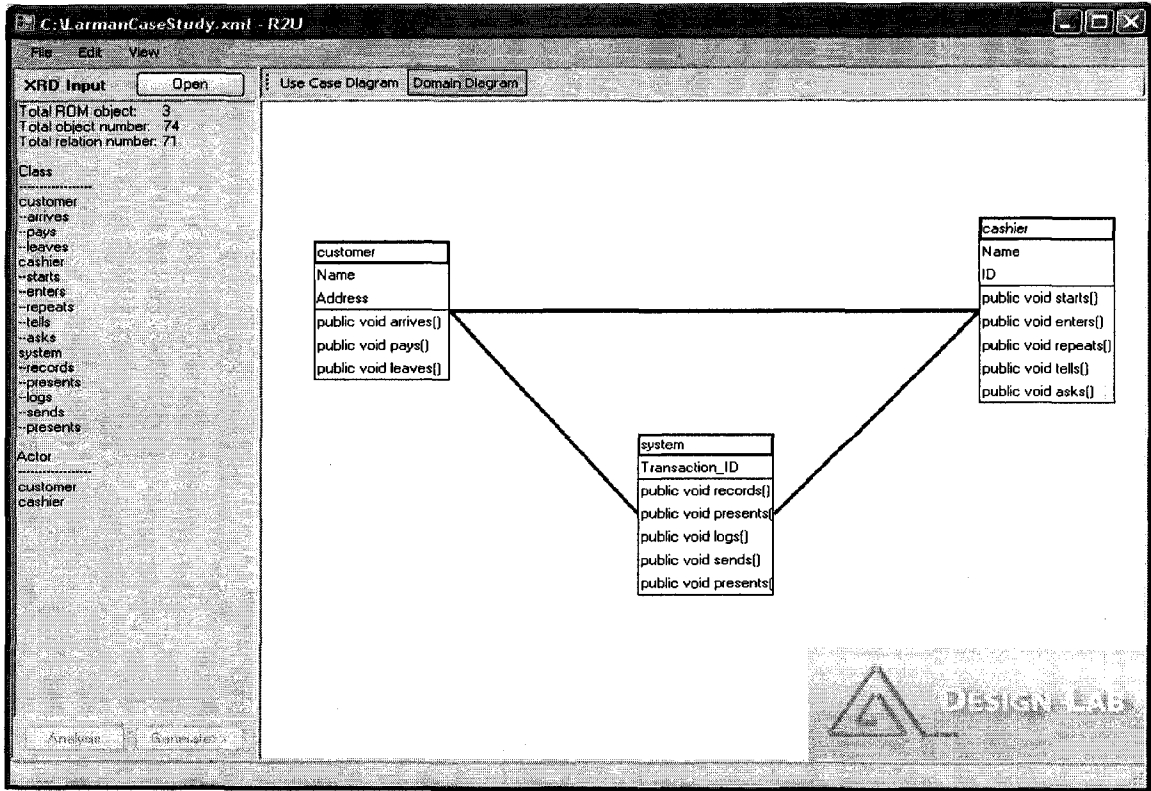 C:\LarmanCaseStudy.xml - R2U
File Edit View
XRD Input Open
Use Case Diagram Domain Diagram
Total ROM object: 3
Total object number: 74
Total relation number: 71
Class
-----------------
customer
--arrives
--pays
--leaves
cashier
--starts
--enters
--repeats
--tells
--asks
system
--records
--presents
--logs
--sends
--presents
Actor
-----------------
customer
cashier
Analysis Generate >
customer
Name
Address
public void arrives()
public void pays()
public void leaves()
cashier
Name
ID
public void starts()
public void enters()
public void repeats()
public void tells()
public void asks()
system
Transaction_ID
public void records()
public void presents(
public void logs()
public void sends()
public void presents(
DESIGN LAB